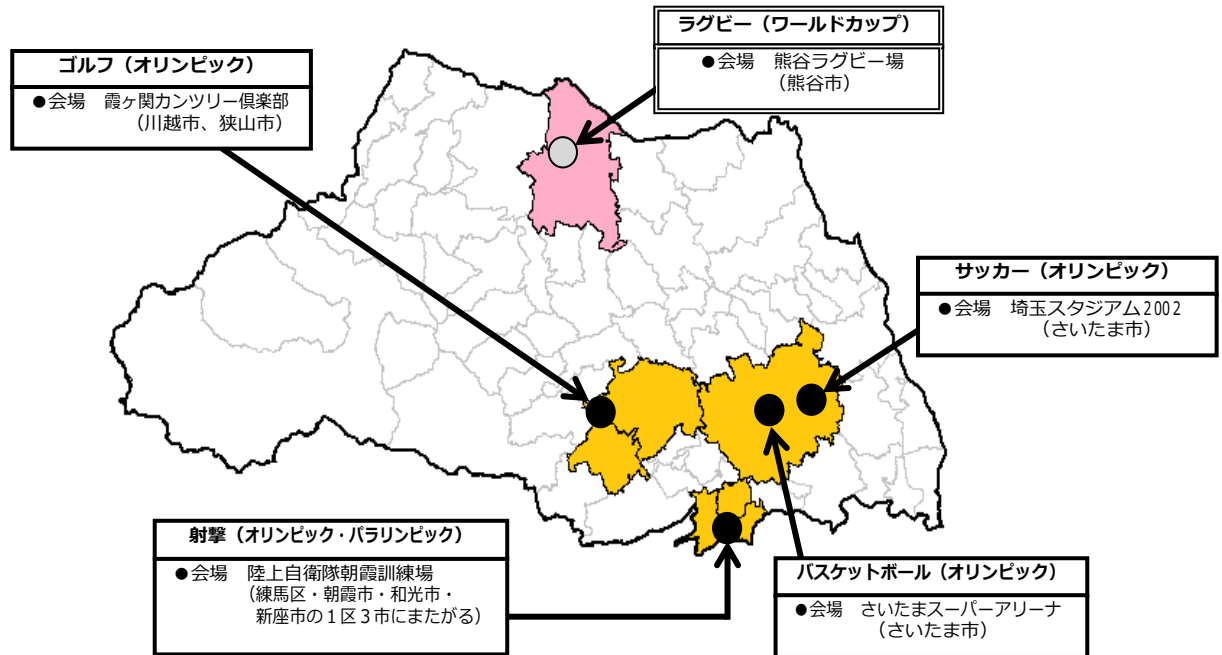 ラグビー（ワールドカップ）
●会場　熊谷ラグビー場
（熊谷市）
ゴルフ（オリンピック）
●会場　霞ヶ関カンツリー倶楽部
（川越市、狭山市）
サッカー（オリンピック）
●会場　埼玉スタジアム2002
（さいたま市）
射撃（オリンピック・パラリンピック）
●会場　陸上自衛隊朝霞訓練場
（練馬区・朝霞市・和光市・
新座市の１区３市にまたがる）
バスケットボール（オリンピック）
●会場　さいたまスーパーアリーナ
（さいたま市）